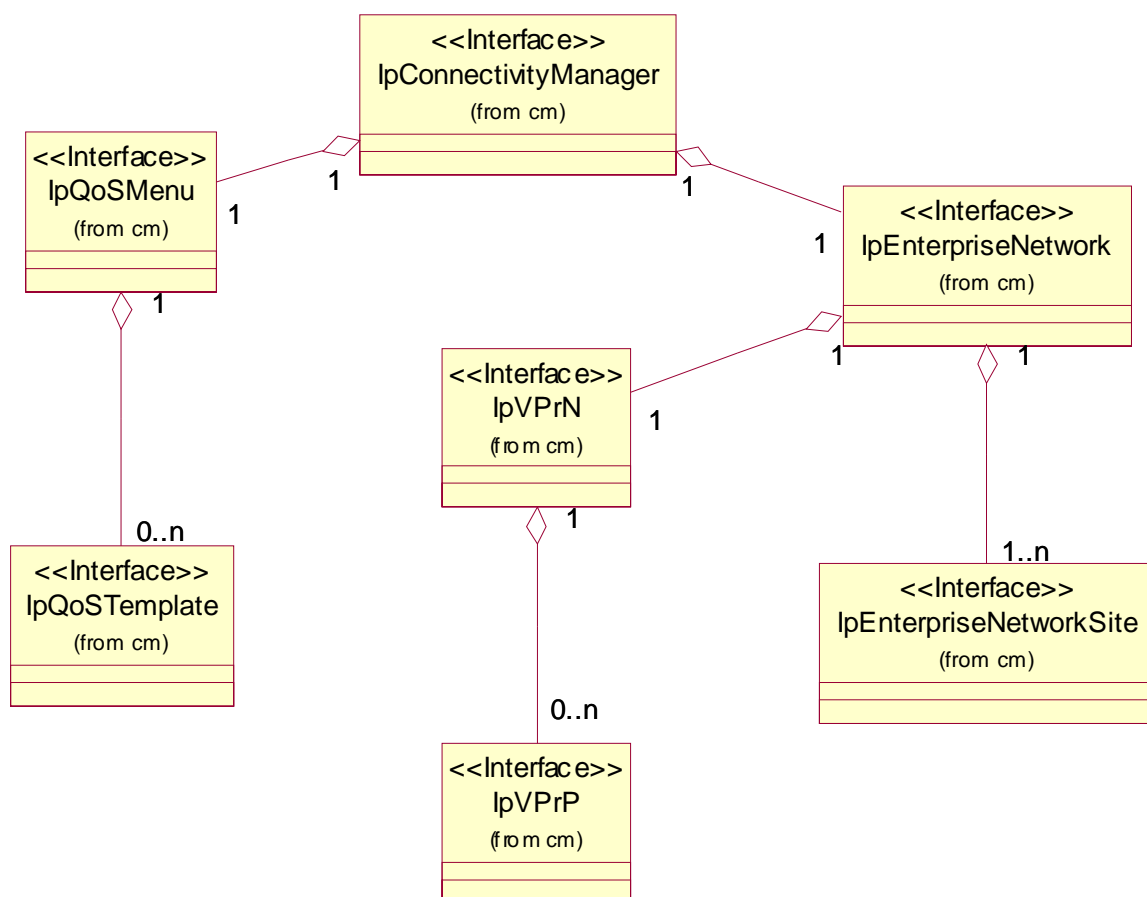 <<Interface>>
IpConnectivityManager
(from cm)
<<Interface>>
IpQoSMenu
(from cm)
1
1
1
1
<<Interface>>
IpEnterpriseNetwork
(from cm)
1
1
1
1
<<Interface>>
IpVPrN
(from cm)
1
0..n
<<Interface>>
IpQoSTemplate
(from cm)
1..n
<<Interface>>
IpEnterpriseNetworkSite
(from cm)
0..n
<<Interface>>
IpVPrP
(from cm)